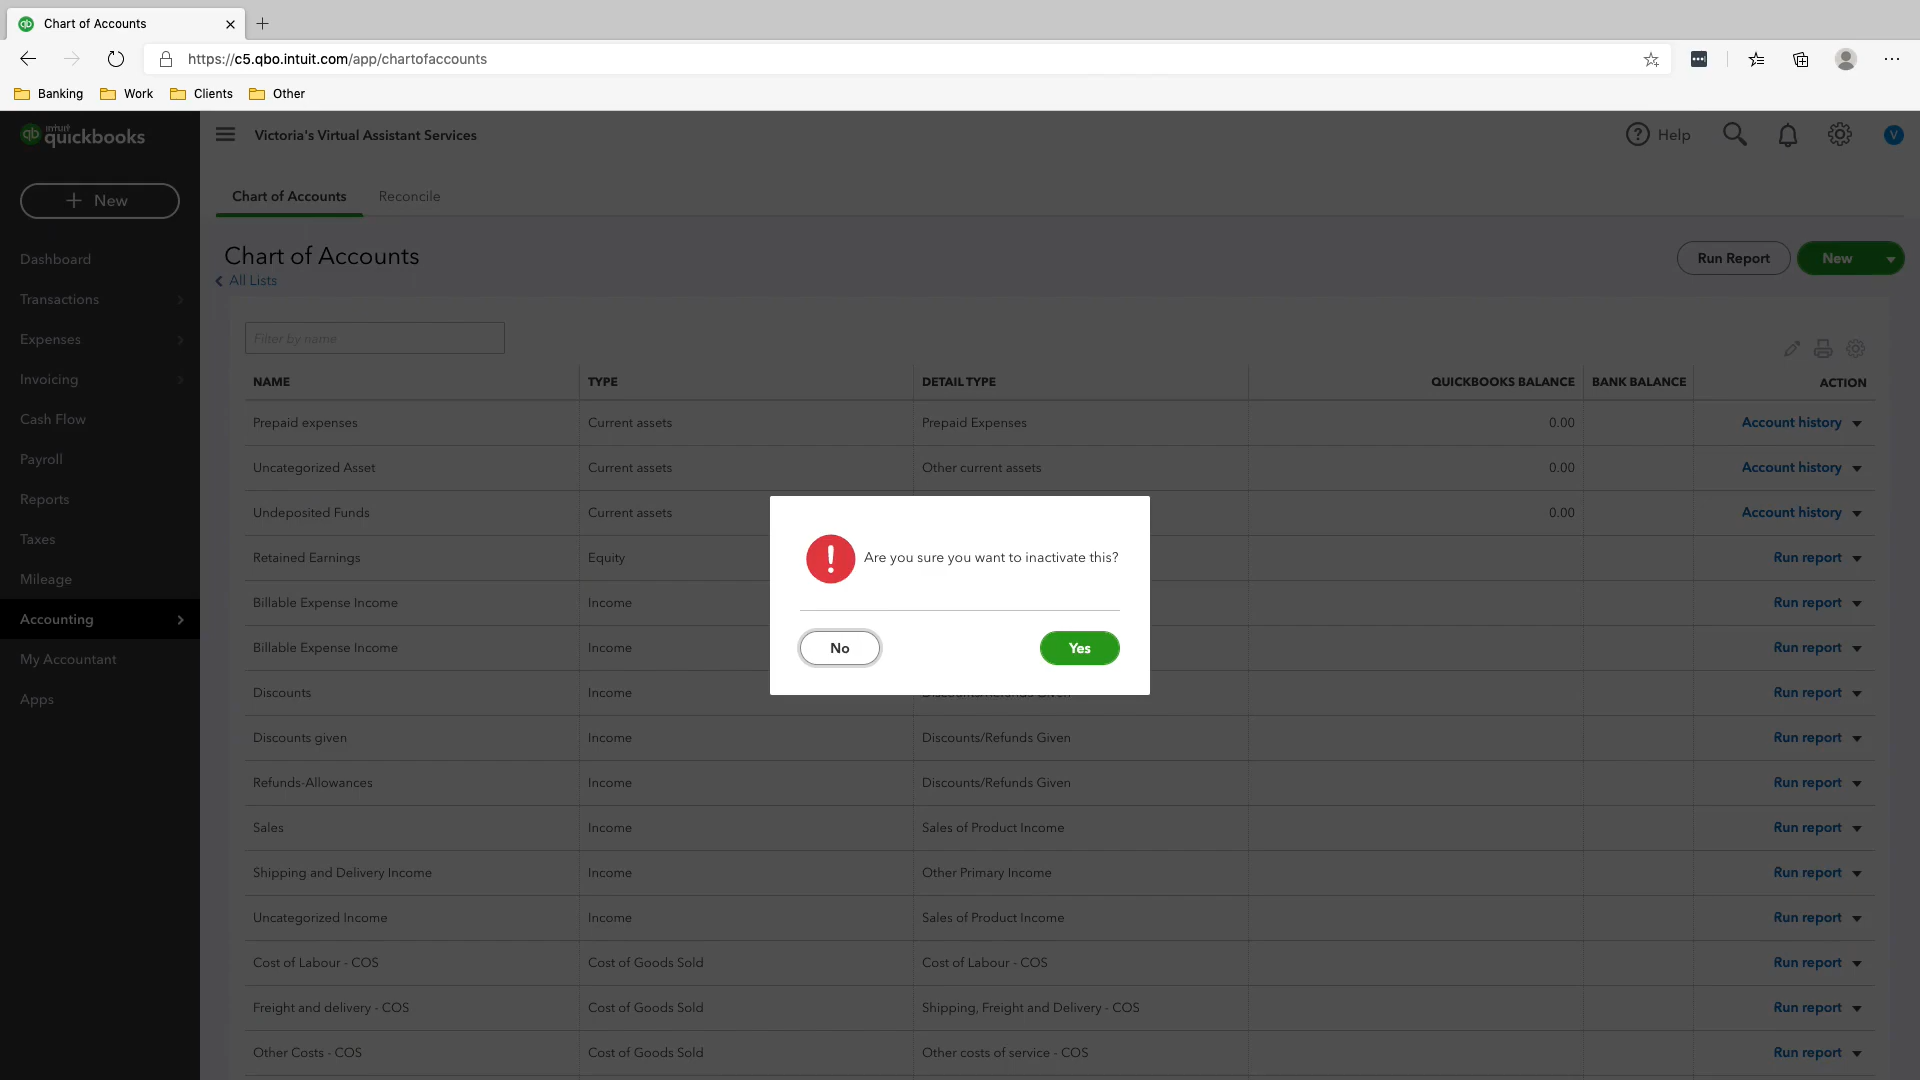 Chart of Accounts
https://c5.qbo.intuit.com/app/chartofaccounts
Banking Work Clients Other
intuit quickbooks
Victoria's Virtual Assistant Services
Help
V
New
Dashboard
Transactions
Expenses
Invoicing
Cash Flow
Payroll
Reports
Taxes
Mileage
Accounting
My Accountant
Apps
Chart of Accounts Reconcile
Chart of Accounts
All Lists
Run Report New
Filter by name
NAME TYPE DETAIL TYPE QUICKBOOKS BALANCE BANK BALANCE ACTION
Prepaid expenses Current assets Prepaid Expenses 0.00 Account history
Uncategorized Asset Current assets Other current assets 0.00 Account history
Undeposited Funds Current assets 0.00 Account history
Retained Earnings Equity Run report
Billable Expense Income Income Run report
Billable Expense Income Income Run report
Discounts Income Discounts/Refunds Given Run report
Discounts given Income Discounts/Refunds Given Run report
Refunds-Allowances Income Discounts/Refunds Given Run report
Sales Income Sales of Product Income Run report
Shipping and Delivery Income Income Other Primary Income Run report
Uncategorized Income Income Sales of Product Income Run report
Cost of Labour - COS Cost of Goods Sold Cost of Labour - COS Run report
Freight and delivery - COS Cost of Goods Sold Shipping, Freight and Delivery - COS Run report
Other Costs - COS Cost of Goods Sold Other costs of service - COS Run report
Are you sure you want to inactivate this?
No Yes